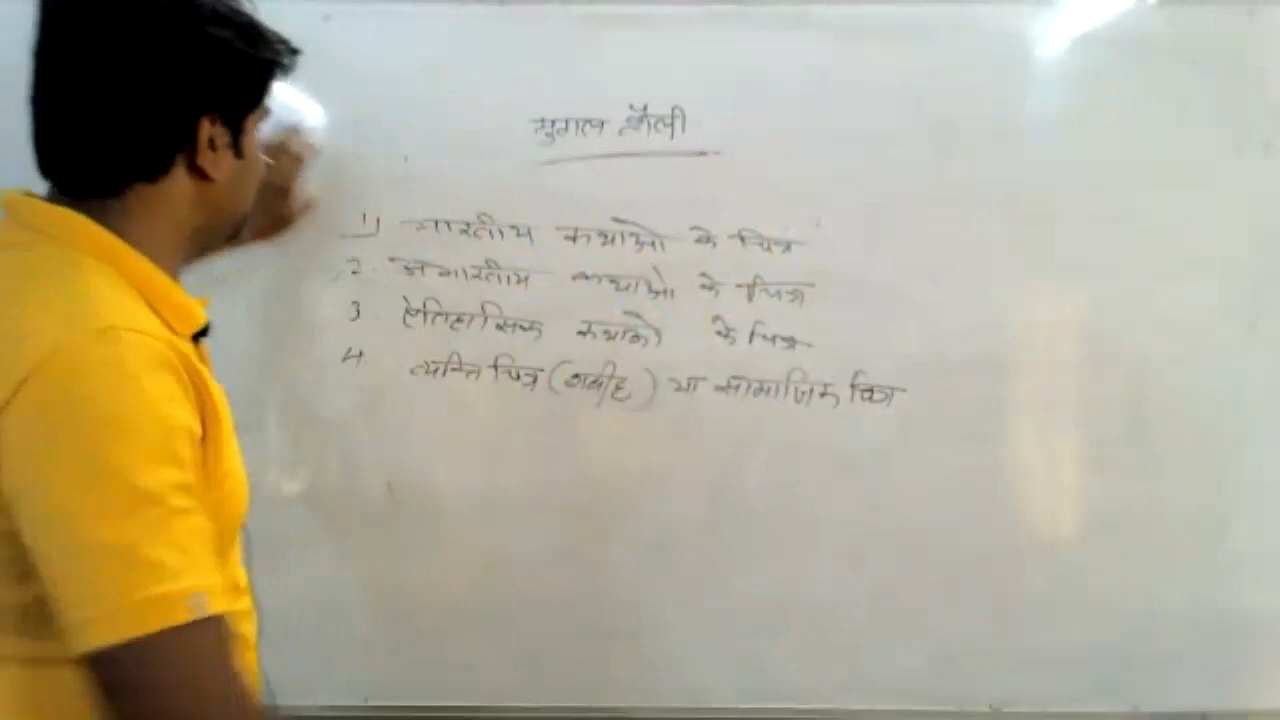 मुगल शैली
1) भारतीय कथाओ के चित्र
2. अभारतीय कथाओ के चित्र
3 ऐतिहासिक कथाओ के चित्र
4 व्यक्ति चित्र (शबीह) या सामाजिक चित्र